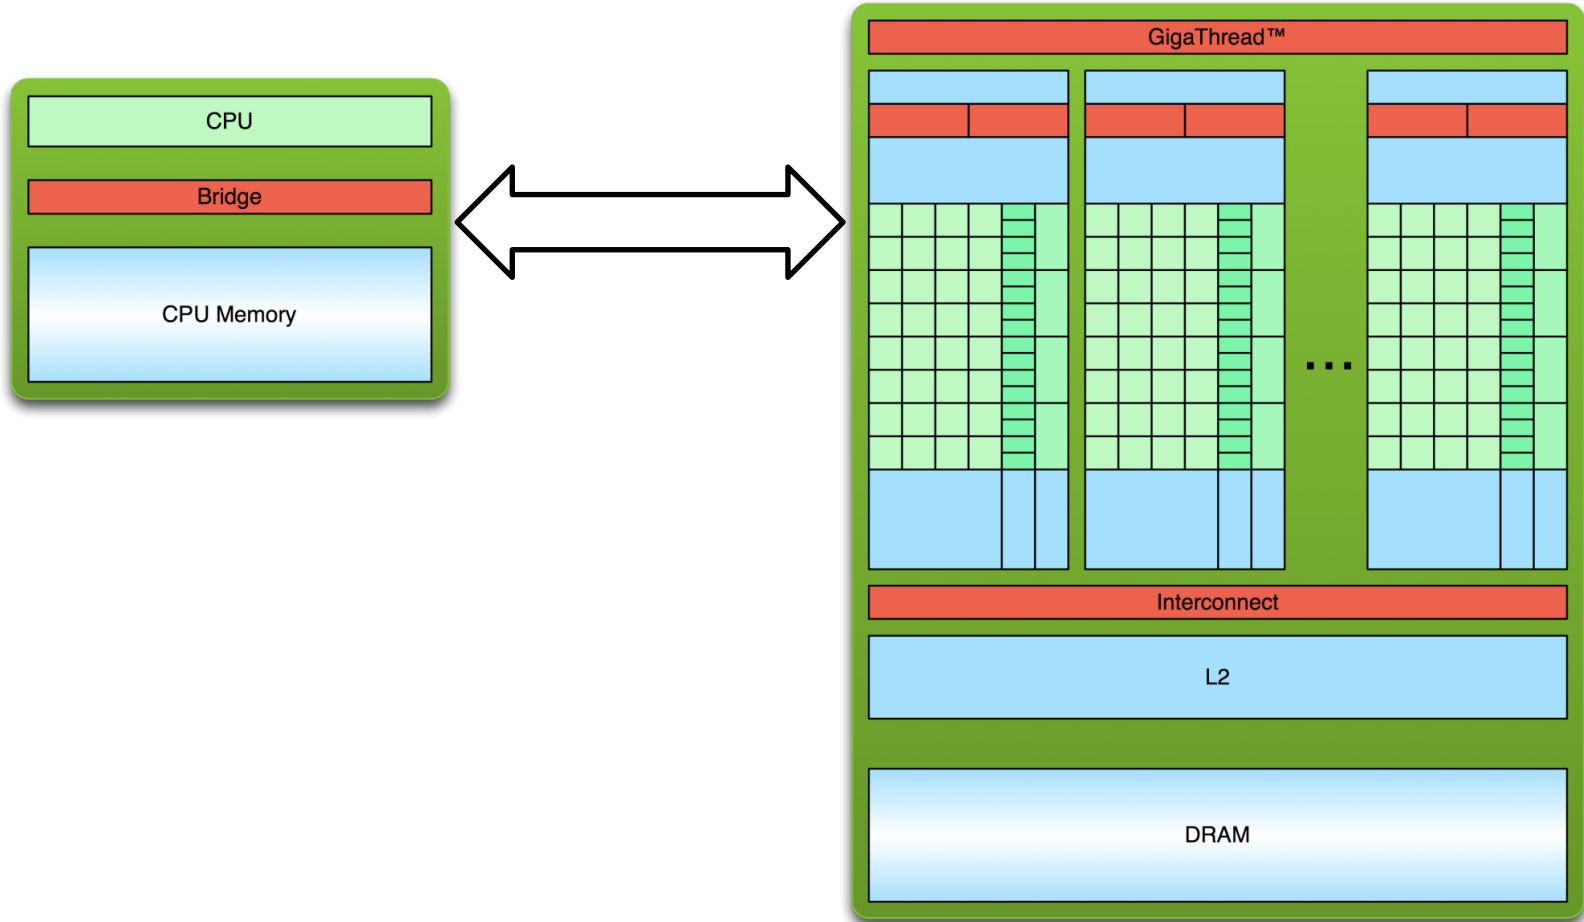 CPU
Bridge
CPU Memory
GigaThread™
...
Interconnect
L2
DRAM